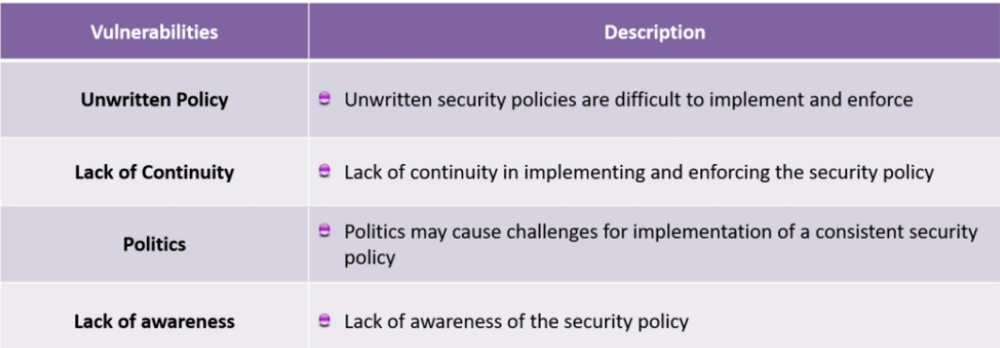 Vulnerabilities Description
Unwritten Policy Unwritten security policies are difficult to implement and enforce
Lack of Continuity Lack of continuity in implementing and enforcing the security policy
Politics Politics may cause challenges for implementation of a consistent security
policy
Lack of awareness Lack of awareness of the security policy